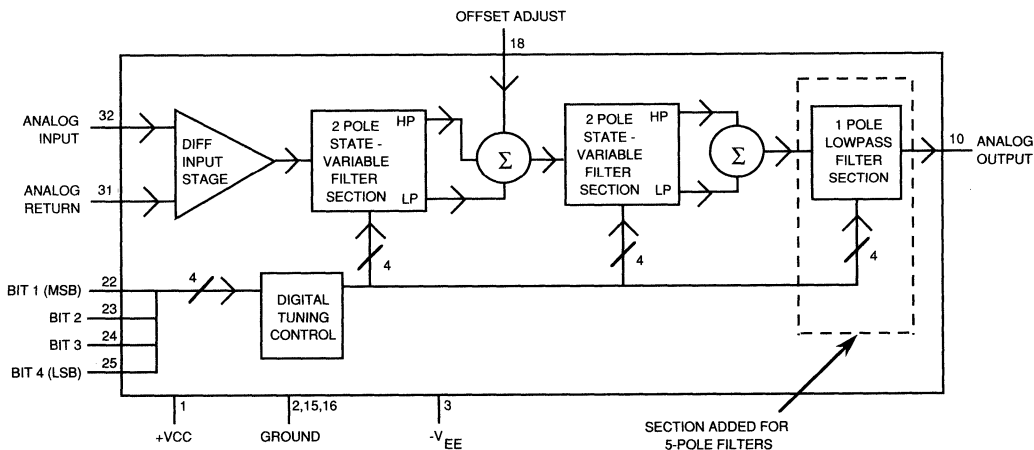 OFFSET ADJUST
18
ANALOG
INPUT
32
ANALOG
RETURN
31
DIFF
INPUT
STAGE
2 POLE
STATE -
VARIABLE
FILTER
SECTION
HP
LP
Σ
2 POLE
STATE -
VARIABLE
FILTER
SECTION
HP
LP
Σ
1 POLE
LOWPASS
FILTER
SECTION
10
ANALOG
OUTPUT
4
4
4
BIT 1 (MSB)
22
4
BIT 2
23
BIT 3
24
BIT 4 (LSB)
25
DIGITAL
TUNING
CONTROL
1
+VCC
2,15,16
GROUND
3
-VEE
SECTION ADDED FOR
5-POLE FILTERS